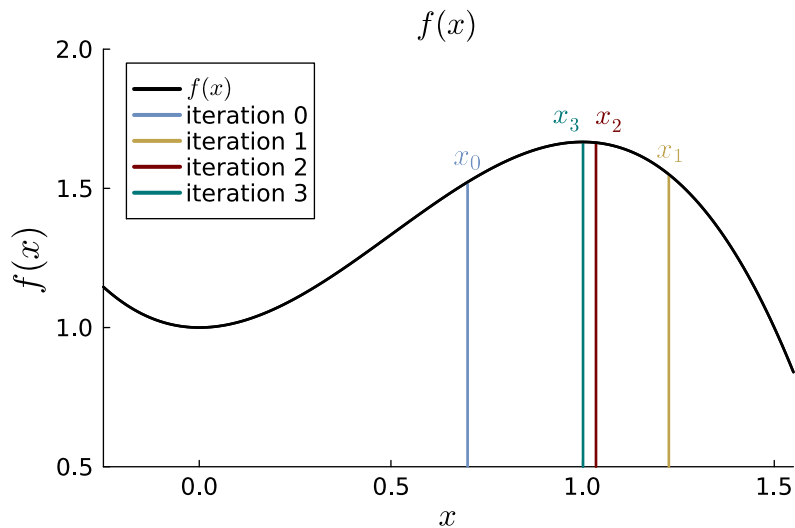 f(x)
2.0
1.5
1.0
0.5
f(x)
f(x)
iteration 0
iteration 1
iteration 2
iteration 3
x₀
x₃
x₂
x₁
0.0
0.5
1.0
1.5
x